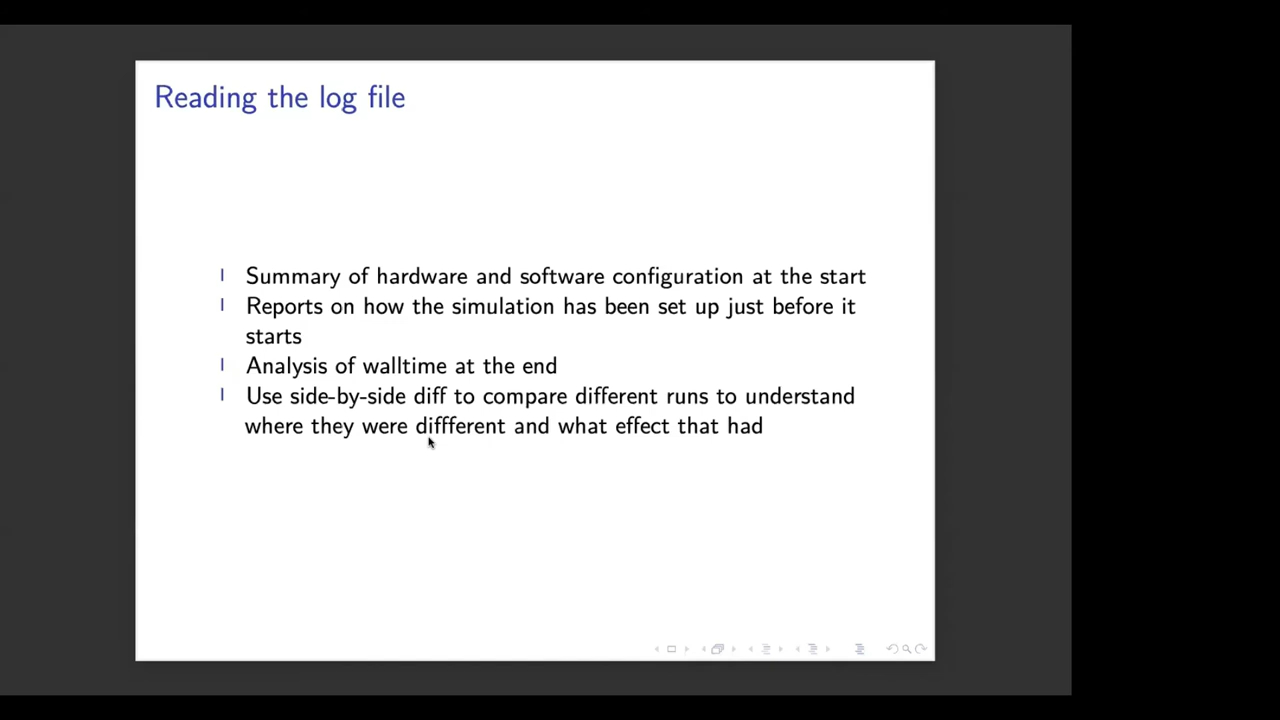 Reading the log file
Summary of hardware and software configuration at the start
Reports on how the simulation has been set up just before it
starts
Analysis of walltime at the end
Use side-by-side diff to compare different runs to understand
where they were diffferent and what effect that had